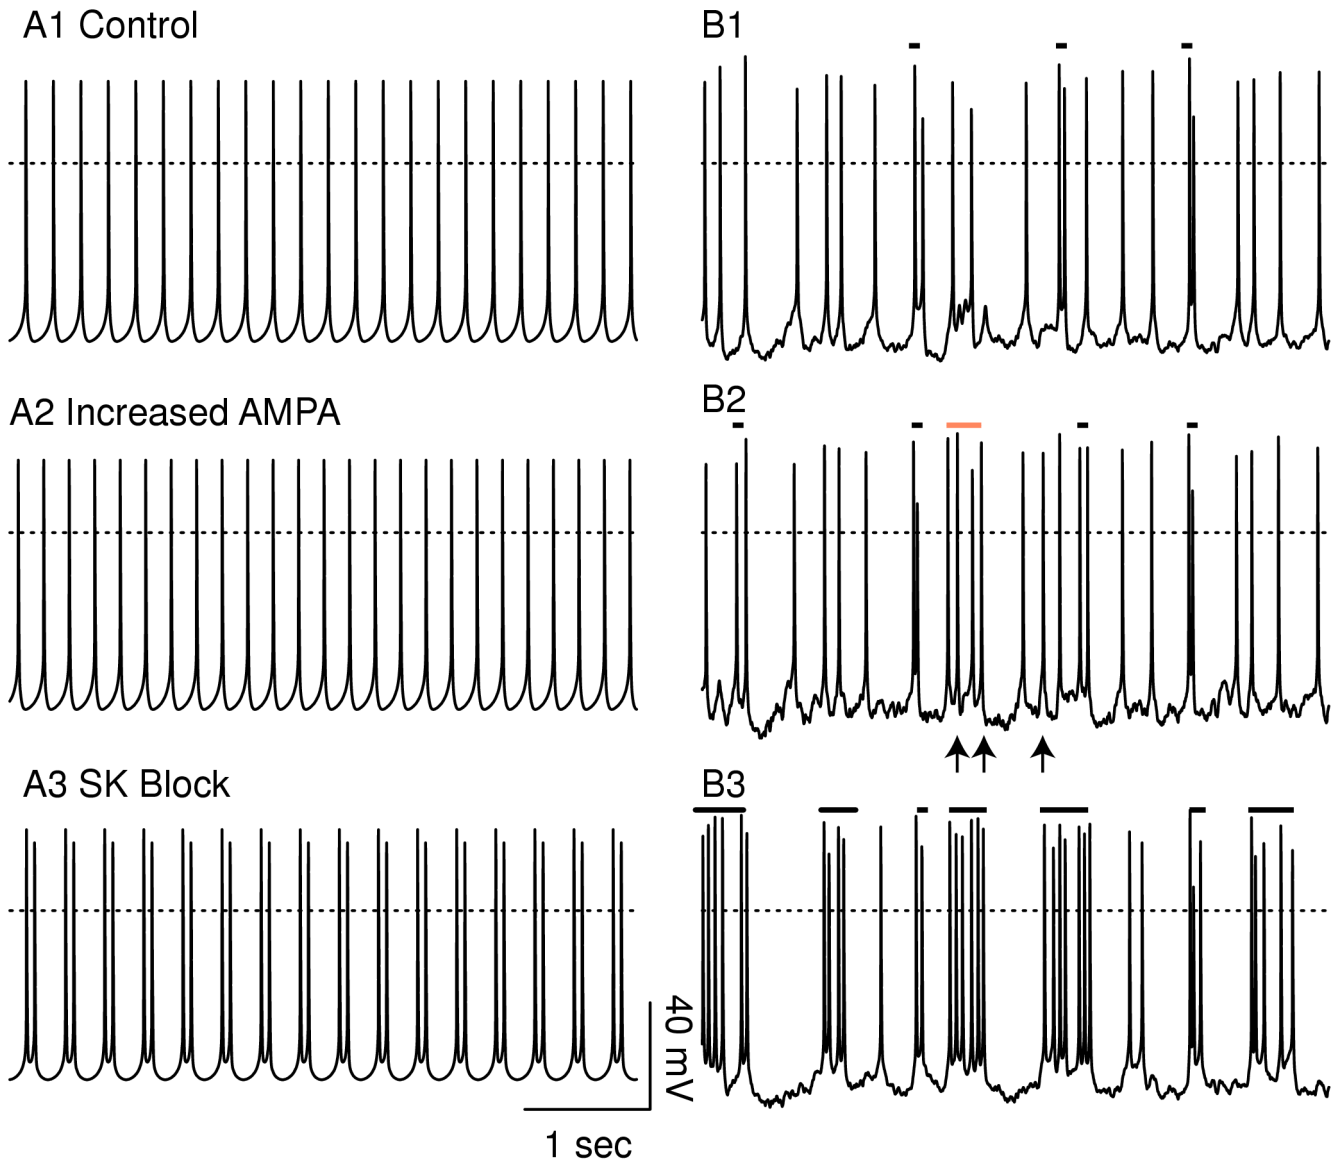 A1 Control
B1
A2 Increased AMPA
B2
A3 SK Block
B3
40 mV
1 sec